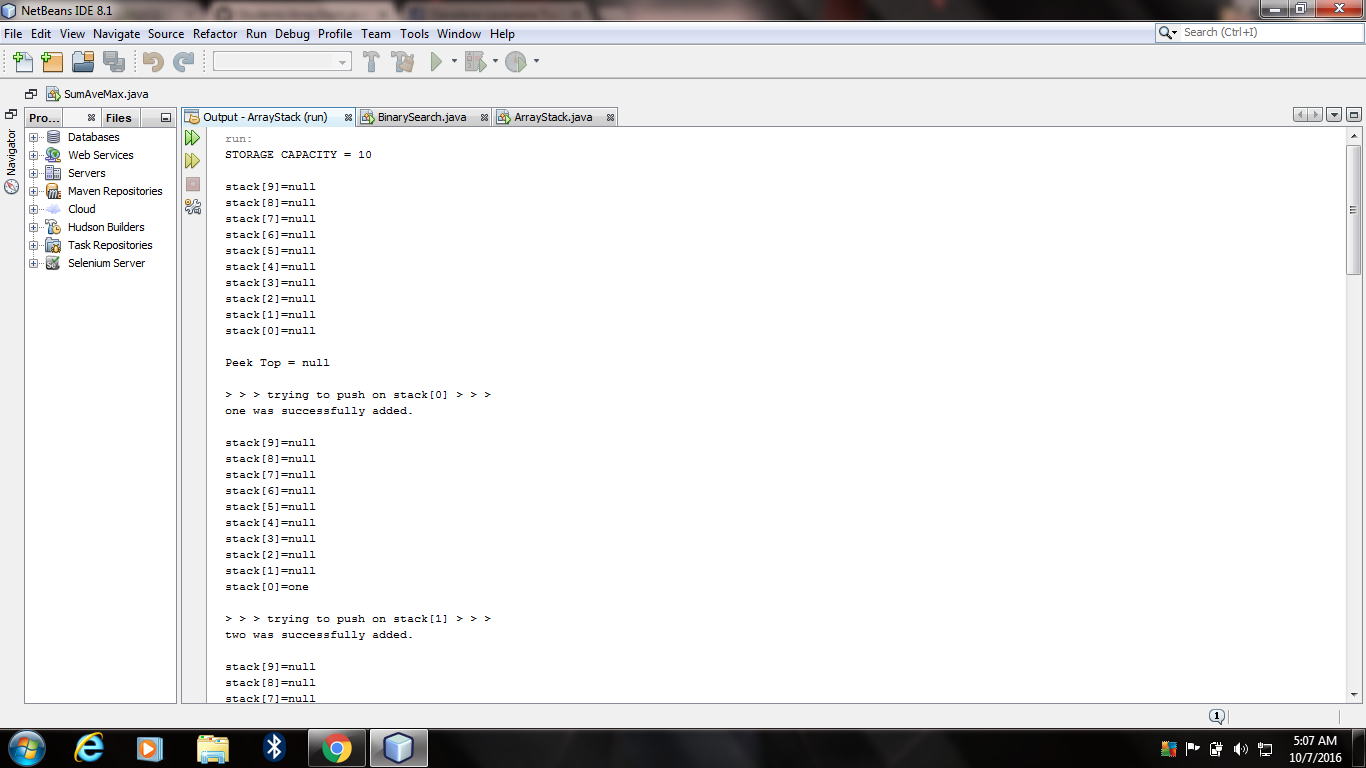 NetBeans IDE 8.1
File Edit View Navigate Source Refactor Run Debug Profile Team Tools Window Help
Search (Ctrl+I)
SumAveMax.java
Pro... Files
Output - ArrayStack (run) BinarySearch.java ArrayStack.java
Navigator
Databases
Web Services
Servers
Maven Repositories
Cloud
Hudson Builders
Task Repositories
Selenium Server
run:
STORAGE CAPACITY = 10
stack[9]=null
stack[8]=null
stack[7]=null
stack[6]=null
stack[5]=null
stack[4]=null
stack[3]=null
stack[2]=null
stack[1]=null
stack[0]=null
Peek Top = null
> > > trying to push on stack[0] > > >
one was successfully added.
stack[9]=null
stack[8]=null
stack[7]=null
stack[6]=null
stack[5]=null
stack[4]=null
stack[3]=null
stack[2]=null
stack[1]=null
stack[0]=one
> > > trying to push on stack[1] > > >
two was successfully added.
stack[9]=null
stack[8]=null
stack[7]=null
1
5:07 AM
10/7/2016